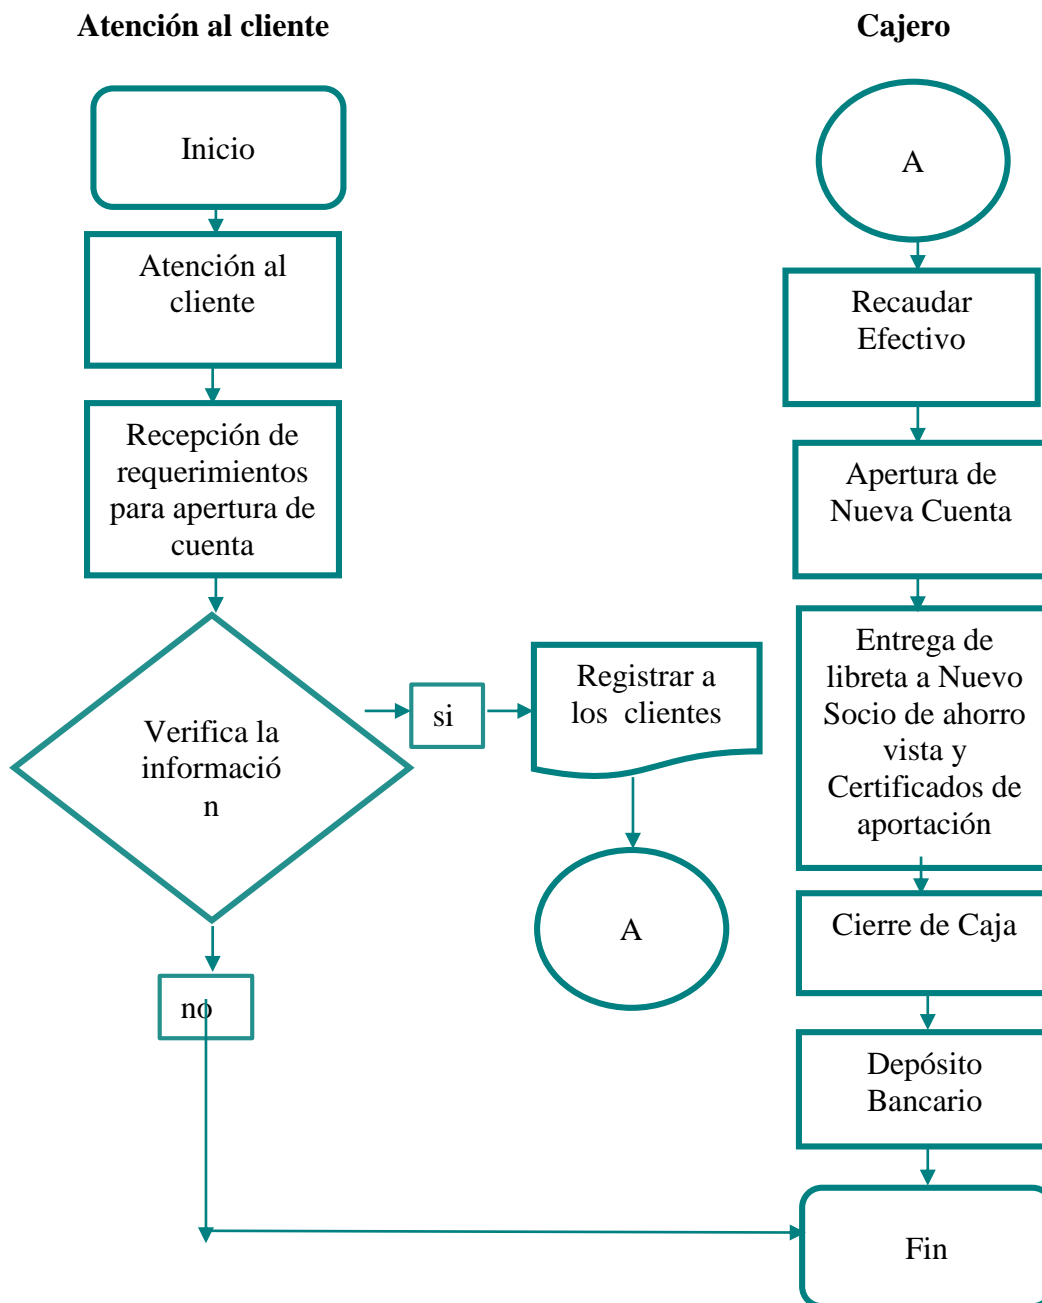 Atención al cliente
Cajero
Inicio
Atención al
cliente
Recepción de
requerimientos
para apertura de
cuenta
Verifica la
informació
n
si
Registrar a
los clientes
A
no
A
Recaudar
Efectivo
Apertura de
Nueva Cuenta
Entrega de
libreta a Nuevo
Socio de ahorro
vista y
Certificados de
aportación
Cierre de Caja
Depósito
Bancario
Fin